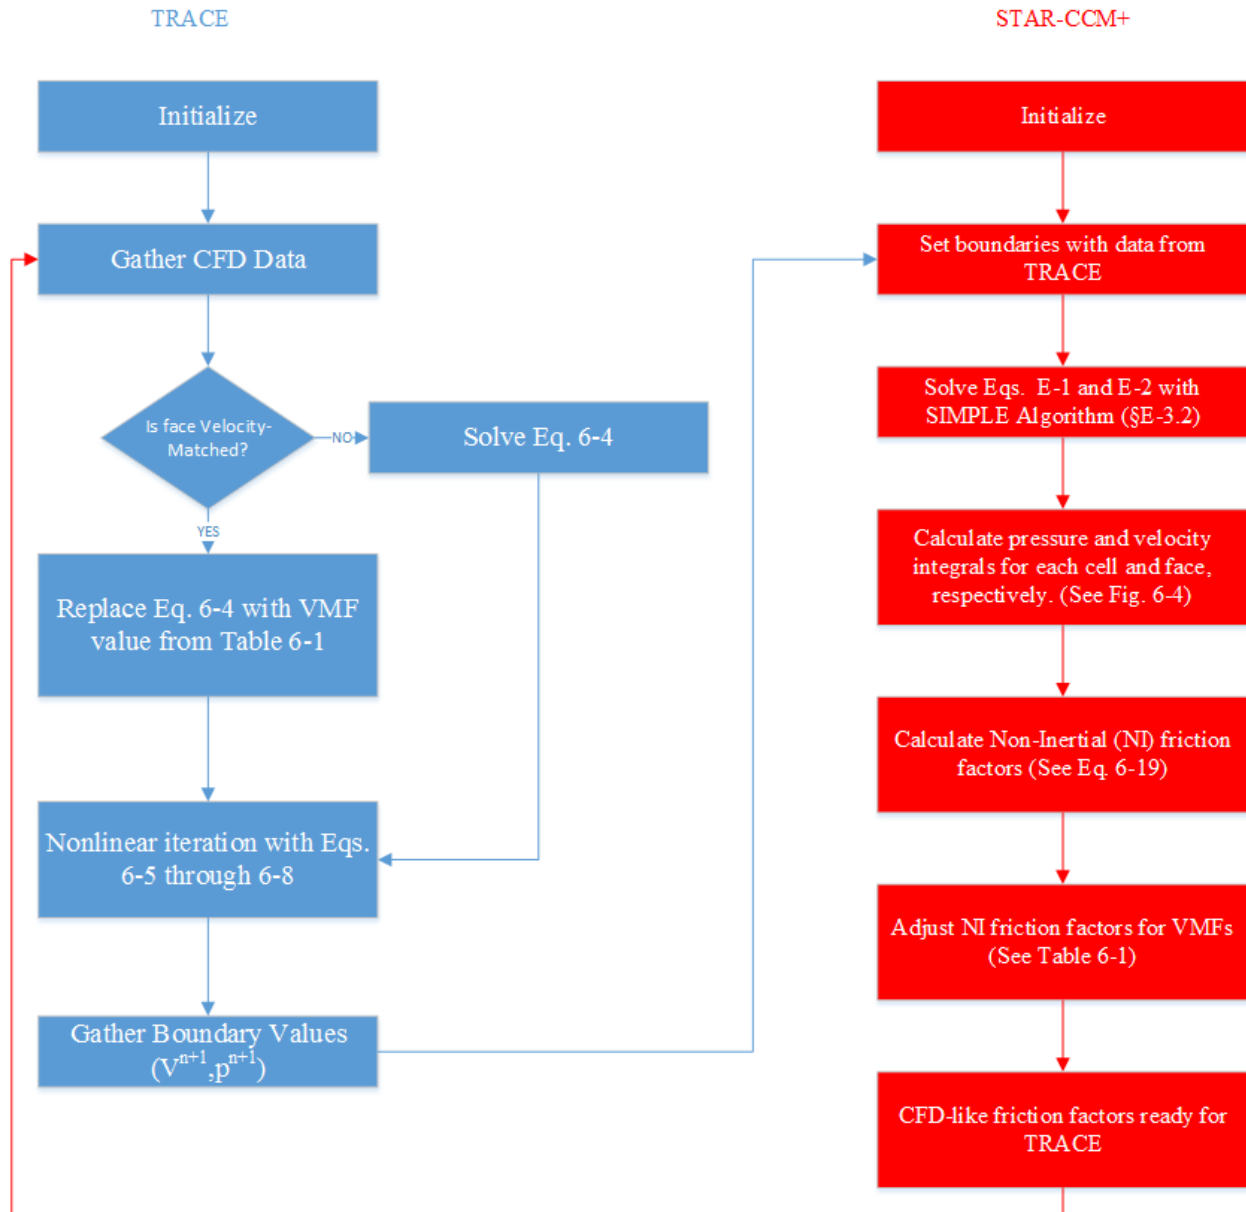 TRACE
Initialize
Gather CFD Data
Is face Velocity-
Matched?
NO
Solve Eq. 6-4
YES
Replace Eq. 6-4 with VMF
value from Table 6-1
Nonlinear iteration with Eqs.
6-5 through 6-8
Gather Boundary Values
(V^{n+1},p^{n+1})
STAR-CCM+
Initialize
Set boundaries with data from
TRACE
Solve Eqs.  E-1 and E-2 with
SIMPLE Algorithm (§E-3.2)
Calculate pressure and velocity
integrals for each cell and face,
respectively. (See Fig. 6-4)
Calculate Non-Inertial (NI) friction
factors (See Eq. 6-19)
Adjust NI friction factors for VMFs
(See Table 6-1)
CFD-like friction factors ready for
TRACE